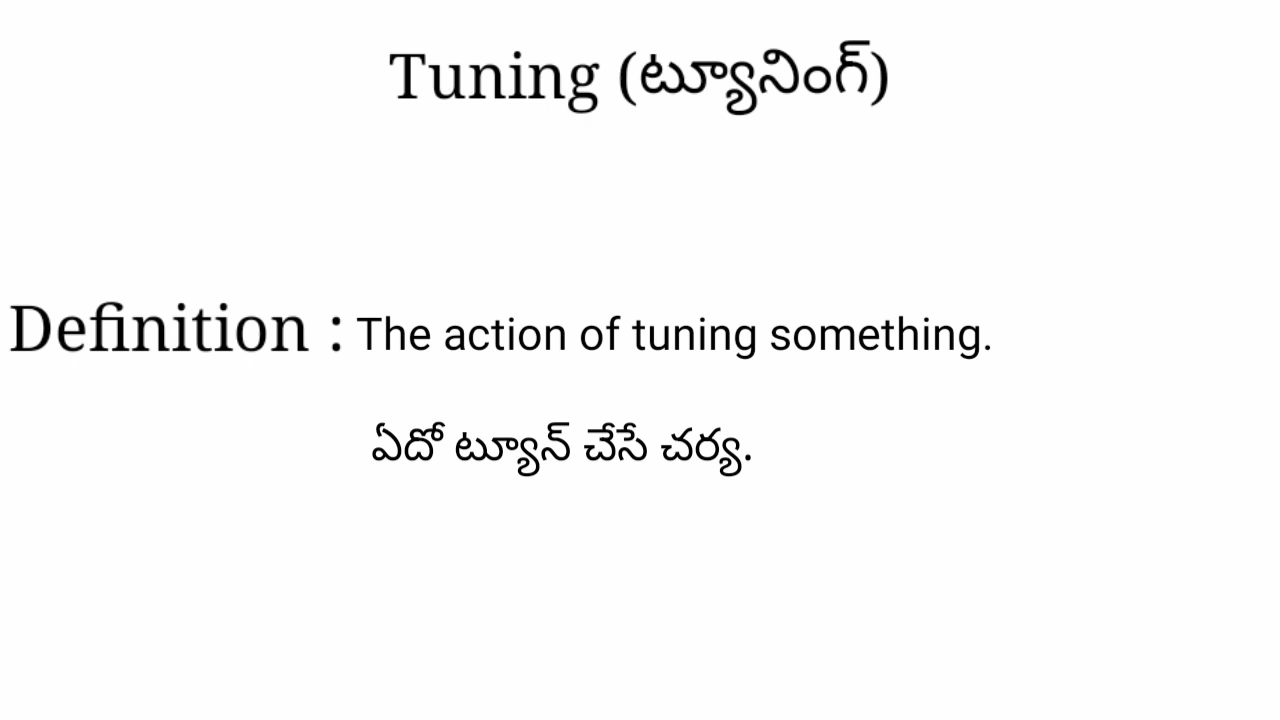 Tuning (ట్యూనింగ్)
Definition : The action of tuning something.
ఏదో ట్యూన్ చేసే చర్య.